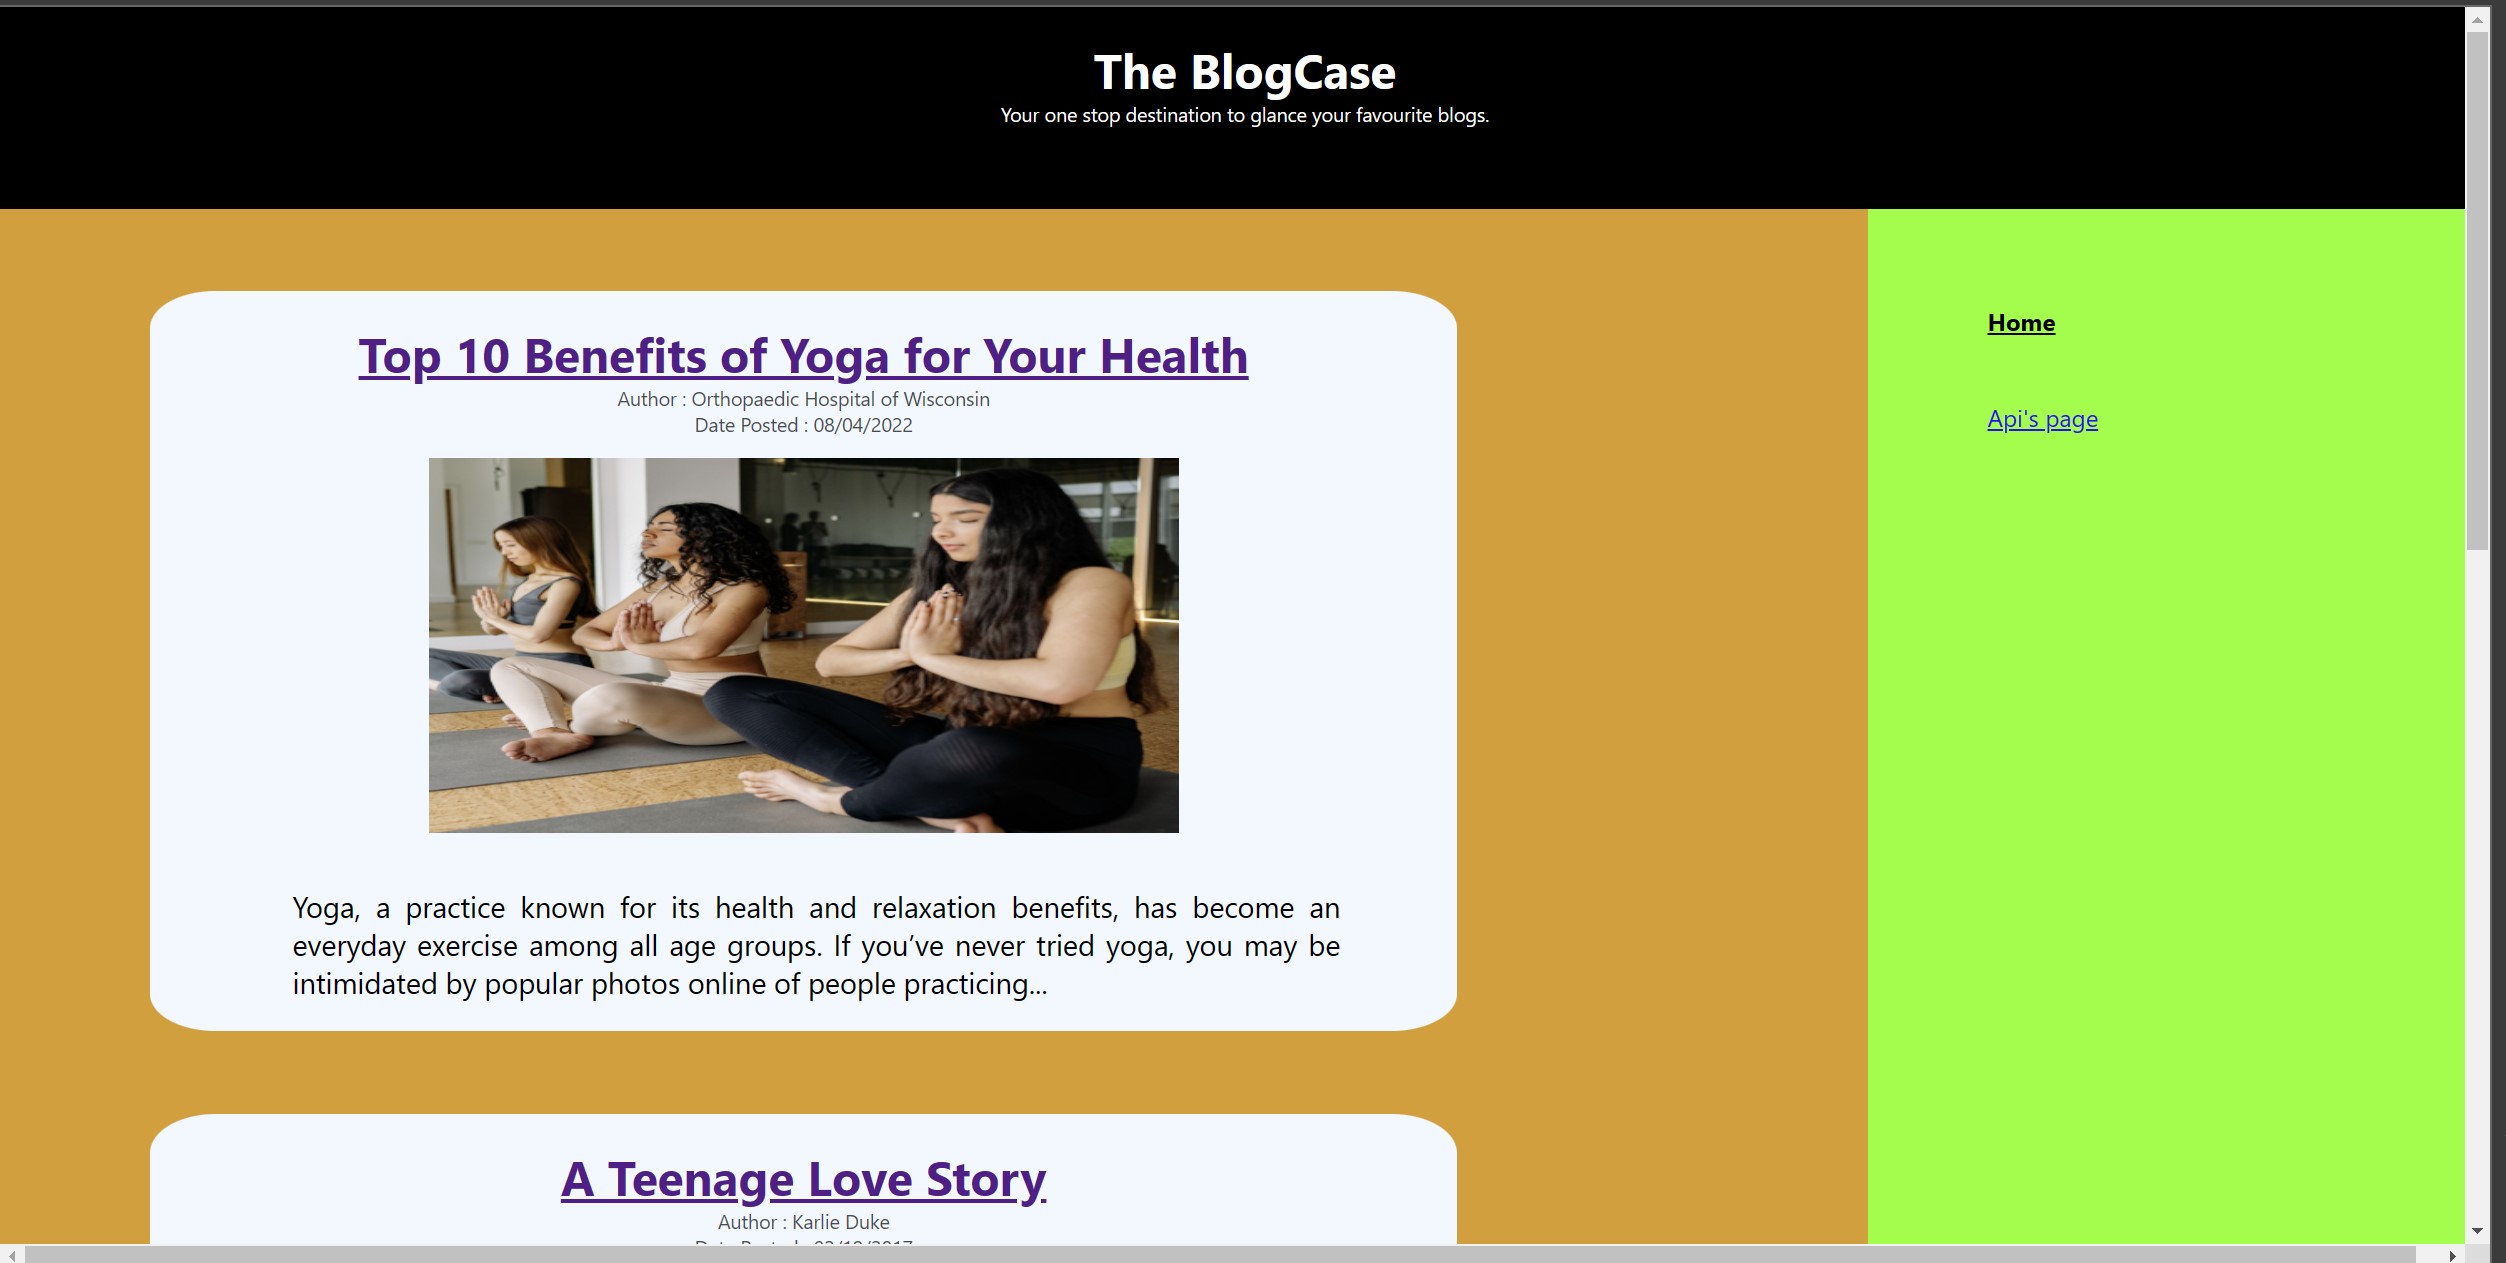 The BlogCase
Your one stop destination to glance your favourite blogs.
Top 10 Benefits of Yoga for Your Health
Author : Orthopaedic Hospital of Wisconsin
Date Posted : 08/04/2022
Yoga, a practice known for its health and relaxation benefits, has become an
everyday exercise among all age groups. If you’ve never tried yoga, you may be
intimidated by popular photos online of people practicing...
A Teenage Love Story
Author : Karlie Duke
Home
Api's page